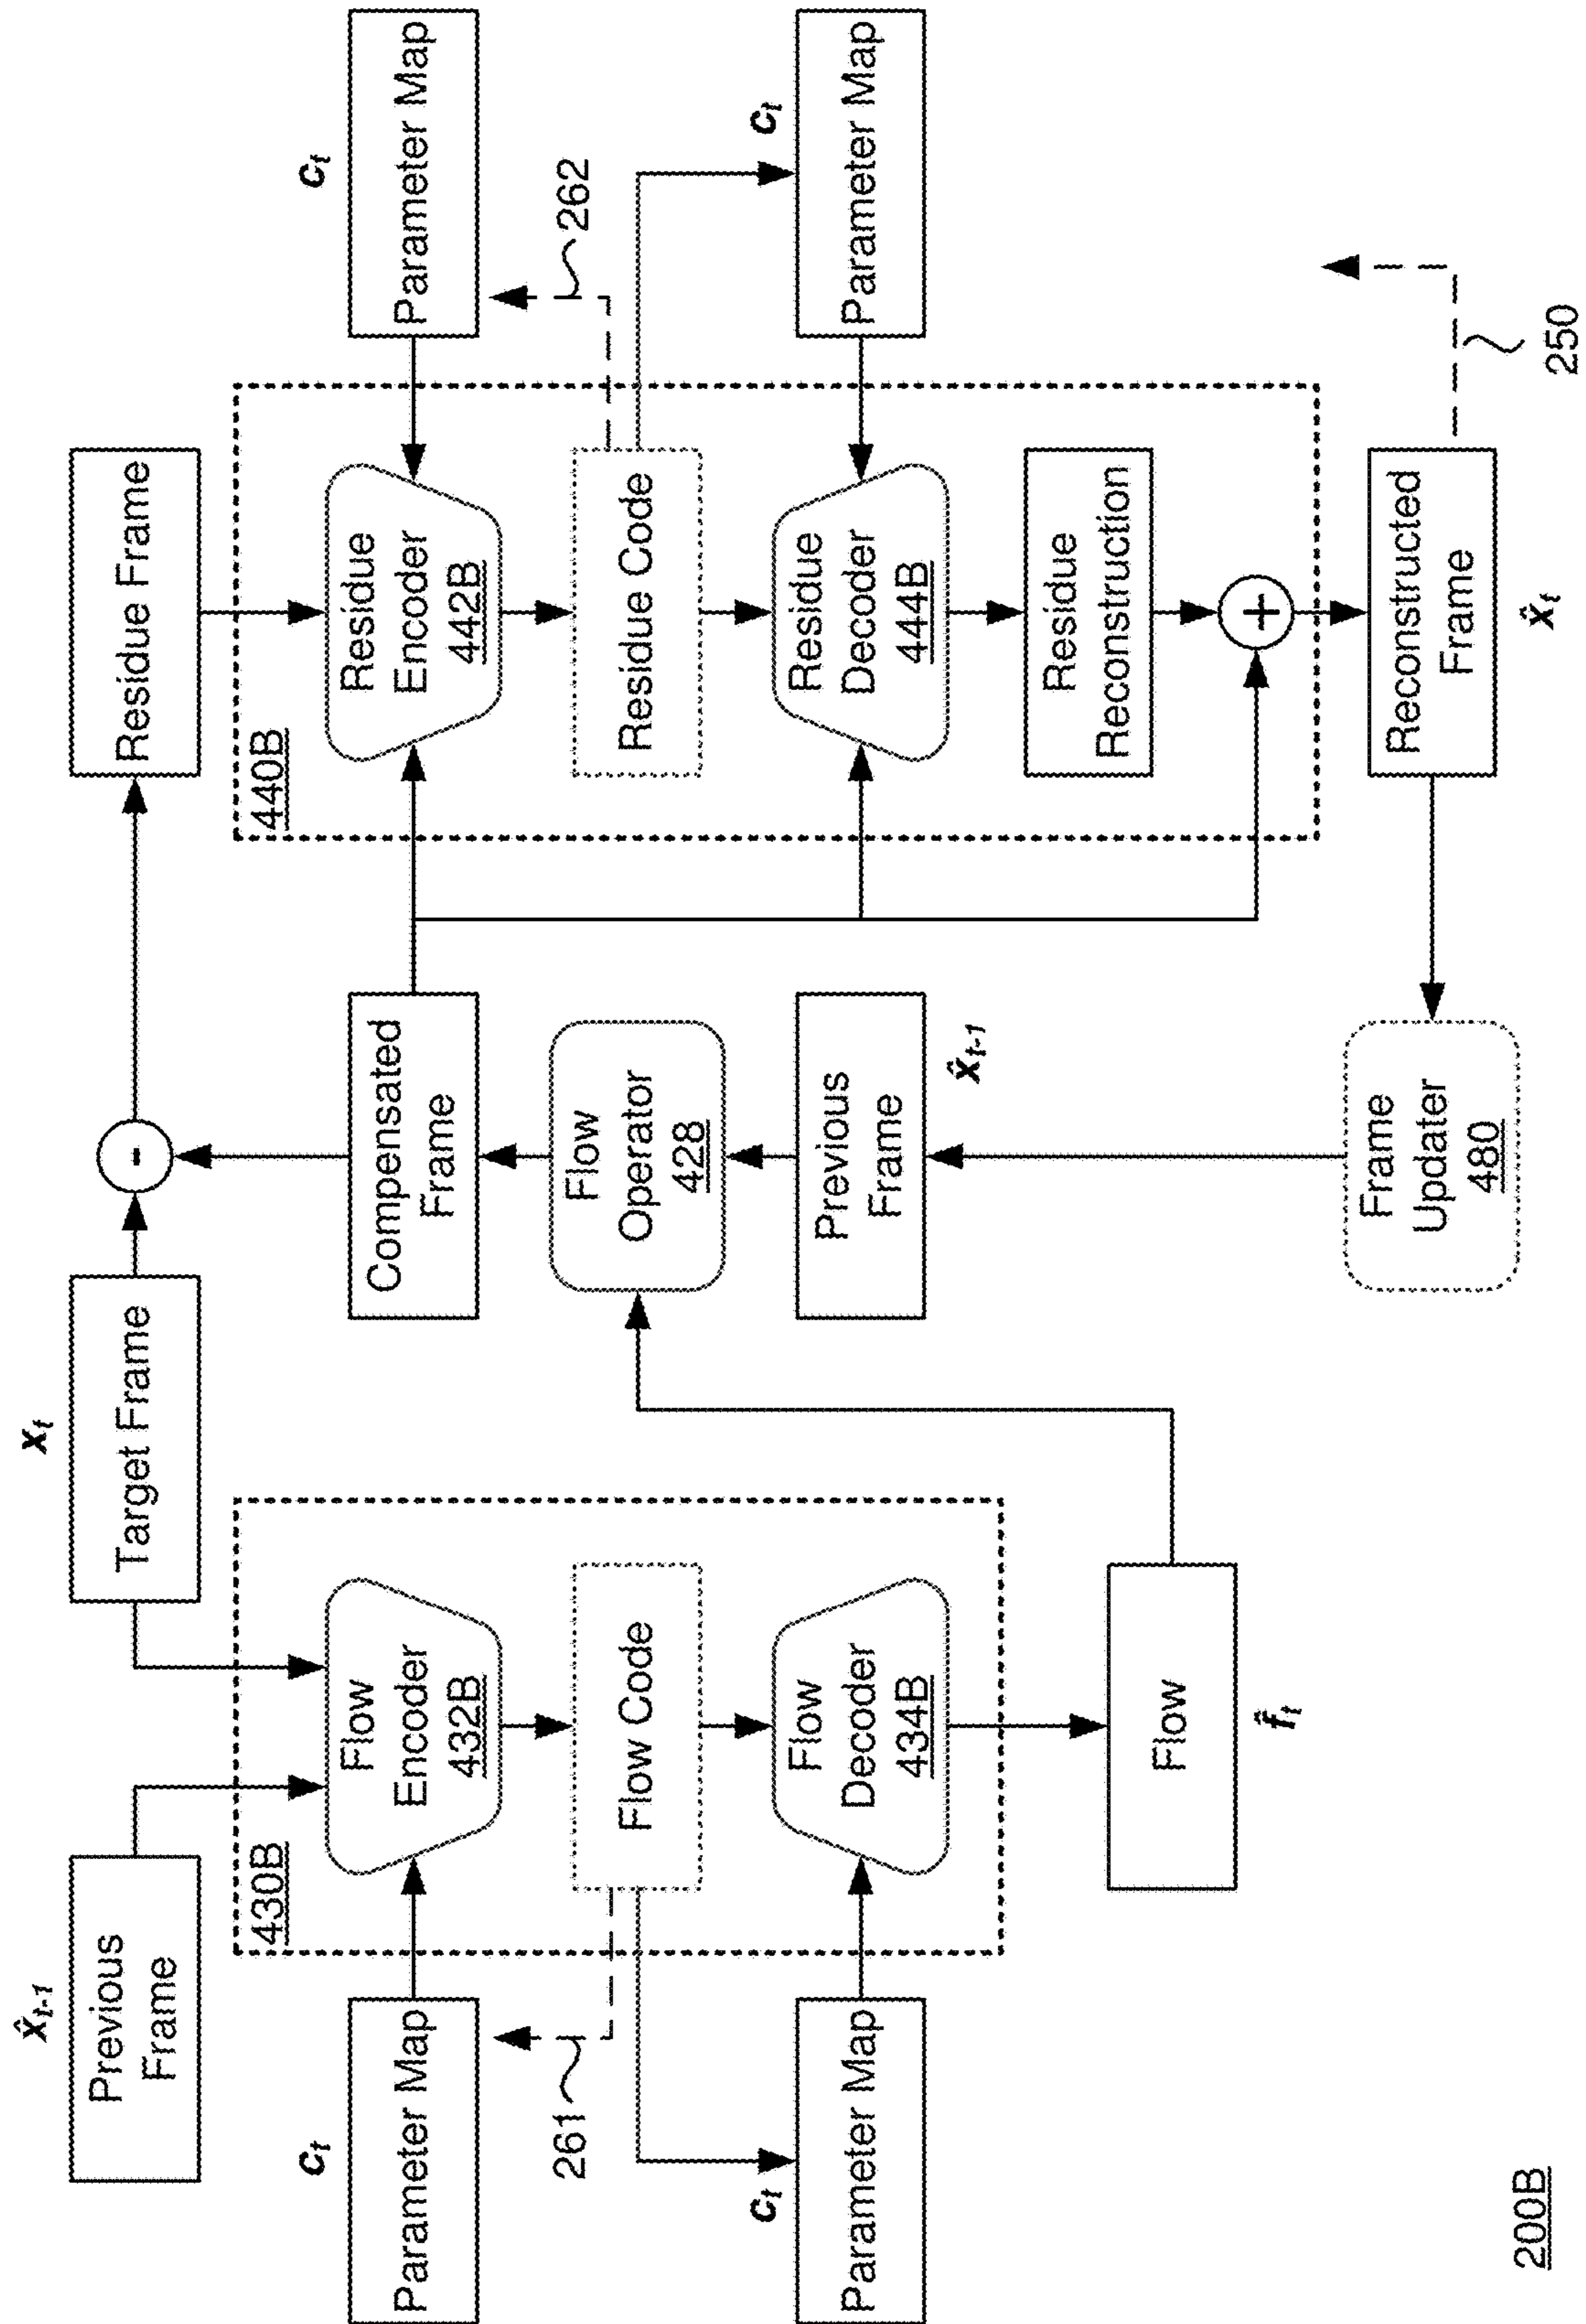 x̂t-1
Previous
Frame
xt
Target Frame
-
Residue Frame
430B
440B
ct
Parameter Map
Flow
Encoder
432B
Compensated
Frame
Residue
Encoder
442B
ct
Parameter Map
261
Flow Code
Flow
Operator
428
Residue Code
262
ct
Parameter Map
Flow
Decoder
434B
Previous
Frame
x̂t-1
Residue
Decoder
444B
ct
Parameter Map
Flow
f̂t
Residue
Reconstruction
+
Frame
Updater
480
Reconstructed
Frame
x̂t
250
200B